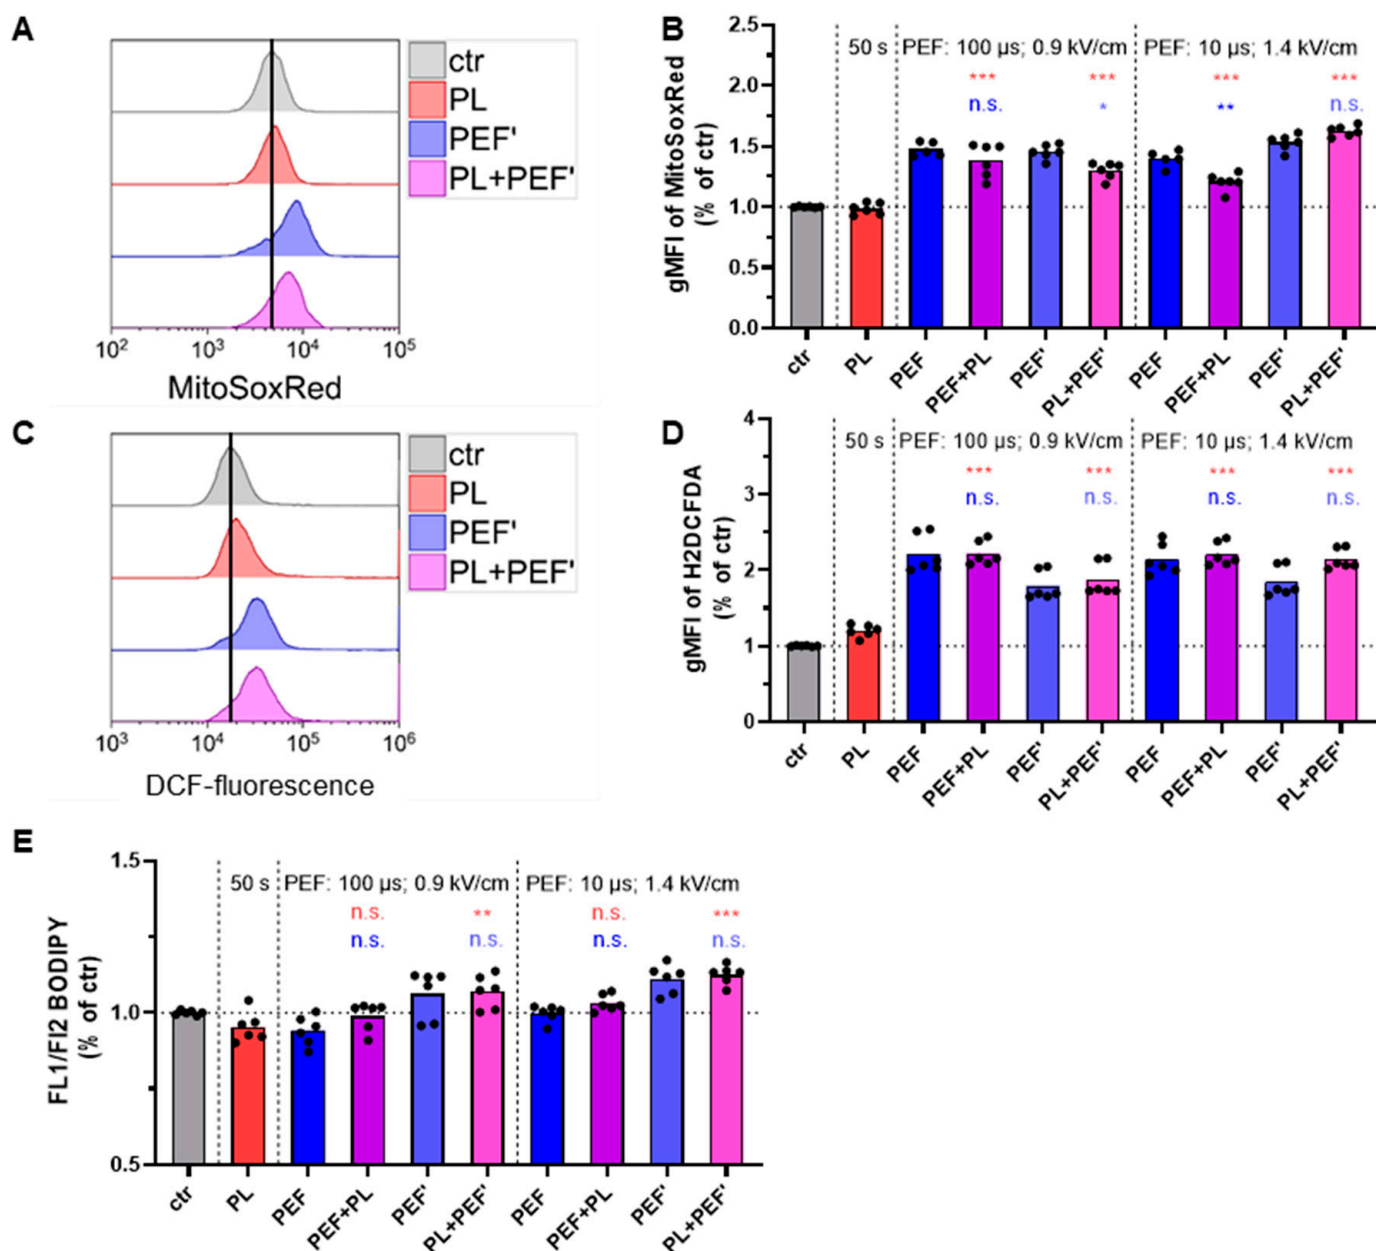 A
ctr
PL
PEF'
PL+PEF'
10² 10³ 10⁴ 10⁵
MitoSoxRed
B
gMFI of MitoSoxRed
(% of ctr)
2.5
2.0
1.5
1.0
0.5
0.0
50 s PEF: 100 µs; 0.9 kV/cm PEF: 10 µs; 1.4 kV/cm
*** *** *** ***
n.s. * ** n.s.
ctr PL PEF PEF+PL PEF' PL+PEF' PEF PEF+PL PEF' PL+PEF'
C
ctr
PL
PEF'
PL+PEF'
10³ 10⁴ 10⁵ 10⁶
DCF-fluorescence
D
gMFI of H2DCFDA
(% of ctr)
4
3
2
1
0
50 s PEF: 100 µs; 0.9 kV/cm PEF: 10 µs; 1.4 kV/cm
*** *** *** ***
n.s. n.s. n.s. n.s.
ctr PL PEF PEF+PL PEF' PL+PEF' PEF PEF+PL PEF' PL+PEF'
E
FL1/Fl2 BODIPY
(% of ctr)
1.5
1.0
0.5
50 s PEF: 100 µs; 0.9 kV/cm PEF: 10 µs; 1.4 kV/cm
n.s. ** n.s. ***
n.s. n.s. n.s. n.s.
ctr PL PEF PEF+PL PEF' PL+PEF' PEF PEF+PL PEF' PL+PEF'